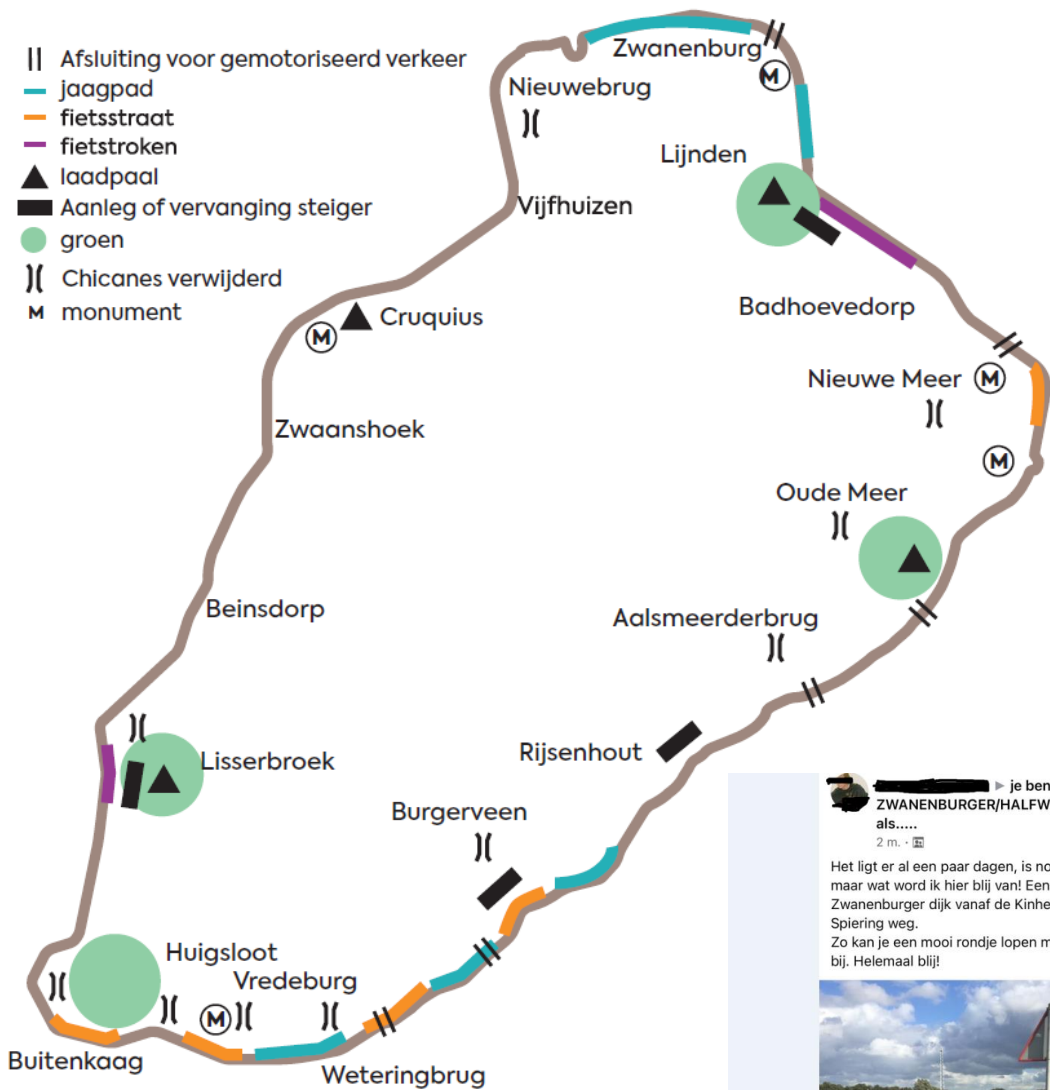 Afsluiting voor gemotoriseerd verkeer
jaagpad
fietsstraat
fietstroken
laadpaal
Aanleg of vervanging steiger
groen
Chicanes verwijderd
M monument
Zwanenburg
M
Nieuwebrug
Lijnden
Vijfhuizen
Badhoevedorp
Cruquius
M
Nieuwe Meer
M
Zwaanshoek
M
Oude Meer
Beinsdorp
Aalsmeerderbrug
Lisserbroek
Rijsenhout
Burgerveen
Huigsloot
Vredeburg
M
Buitenkaag
Weteringbrug
je ben
ZWANENBURGER/HALFW
als.....
2 m.
Het ligt er al een paar dagen, is no
maar wat word ik hier blij van! Een
Zwanenburger dijk vanaf de Kinhe
Spiering weg.
Zo kan je een mooi rondje lopen m
bij. Helemaal blij!